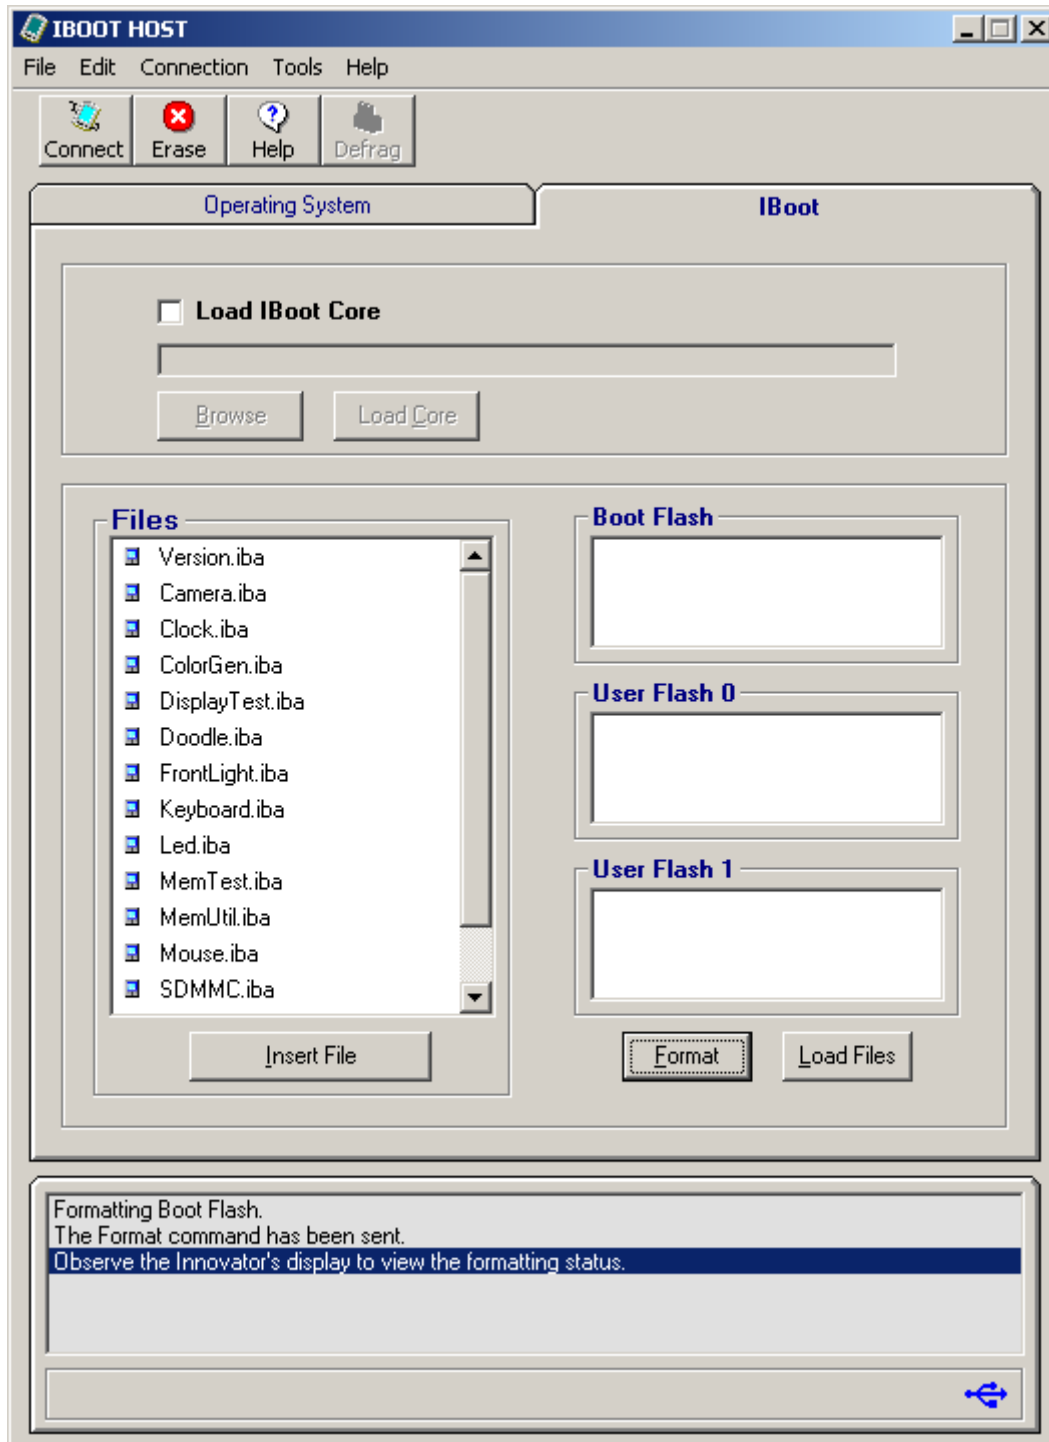 IBOOT HOST
File Edit Connection Tools Help
Connect Erase Help Defrag
Operating System IBoot
Load IBoot Core
Browse Load Core
Files
Version.iba
Camera.iba
Clock.iba
ColorGen.iba
DisplayTest.iba
Doodle.iba
FrontLight.iba
Keyboard.iba
Led.iba
MemTest.iba
MemUtil.iba
Mouse.iba
SDMMC.iba
Insert File
Boot Flash
User Flash 0
User Flash 1
Format Load Files
Formatting Boot Flash.
The Format command has been sent.
Observe the Innovator's display to view the formatting status.